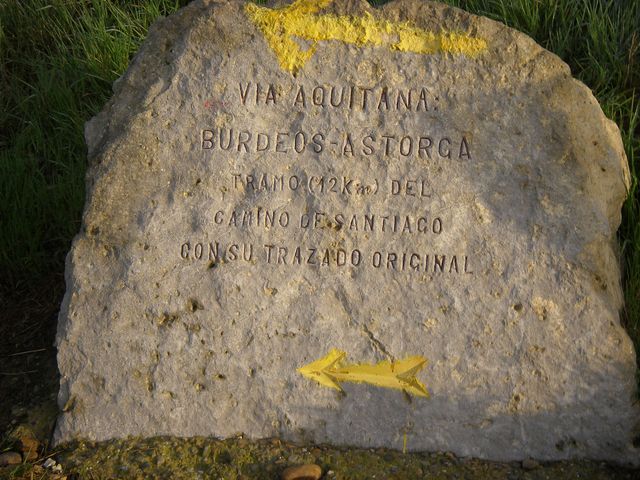 VIA AQUITANA:
BURDEOS-ASTORGA
TRAMO (12Km) DEL
CAMINO DE SANTIAGO
CON SU TRAZADO ORIGINAL